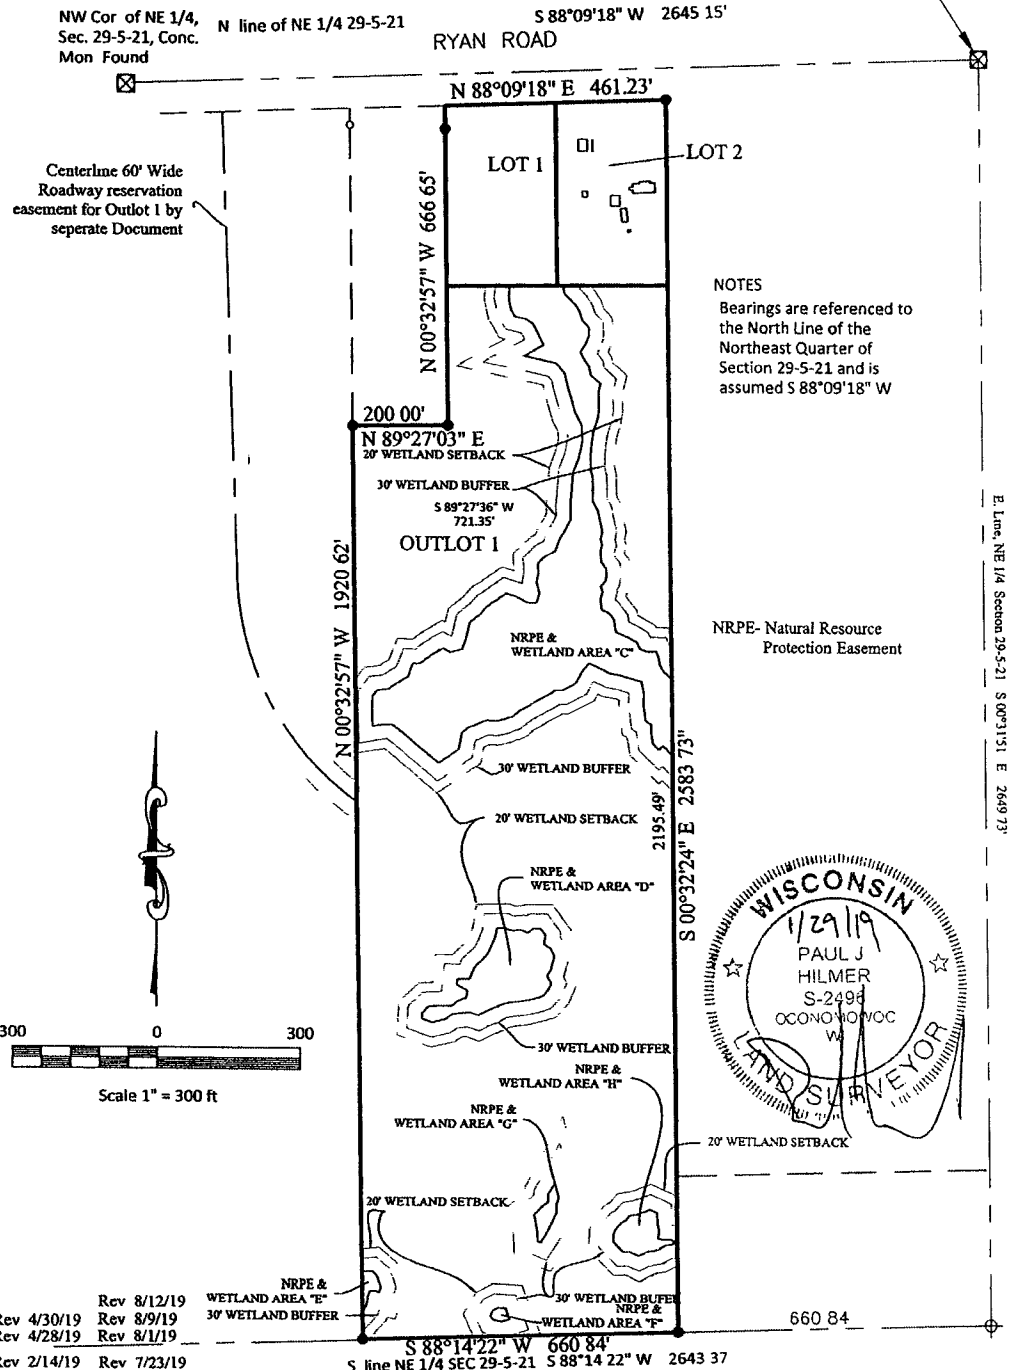 NW Cor of NE 1/4,
Sec. 29-5-21, Conc.
Mon Found
N line of NE 1/4 29-5-21
S 88°09'18" W 2645 15'
RYAN ROAD
N 88°09'18" E 461.23'
Centerline 60' Wide
Roadway reservation
easement for Outlot 1 by
seperate Document
LOT 1
LOT 2
N 00°32'57" W 666 65'
NOTES
Bearings are referenced to
the North Line of the
Northeast Quarter of
Section 29-5-21 and is
assumed S 88°09'18" W
200 00'
N 89°27'03" E
20' WETLAND SETBACK
30' WETLAND BUFFER
S 89°27'36" W
721.35'
OUTLOT 1
N 00°32'57" W 1920 62'
E. Line, NE 1/4 Section 29-5-21 S 00°31'51 E 2649 73'
NRPE &
WETLAND AREA "C"
NRPE- Natural Resource
Protection Easement
30' WETLAND BUFFER
20' WETLAND SETBACK
2195.49'
S 00°32'24" E 2583 73"
NRPE &
WETLAND AREA "D"
WISCONSIN
1/29/19
PAUL J
HILMER
S-2496
OCONOMOWOC
LAND SURVEYOR
300 0 300
Scale 1" = 300 ft
30' WETLAND BUFFER
NRPE &
WETLAND AREA "H"
NRPE &
WETLAND AREA "G"
20' WETLAND SETBACK
20' WETLAND SETBACK
NRPE &
WETLAND AREA "E"
30' WETLAND BUFFER
30' WETLAND BUFFER
NRPE &
WETLAND AREA "F"
Rev 8/12/19
Rev 4/30/19 Rev 8/9/19
Rev 4/28/19 Rev 8/1/19
Rev 2/14/19 Rev 7/23/19
660 84
S 88°14'22" W 660 84'
S line NE 1/4 SEC 29-5-21 S 88°14 22" W 2643 37